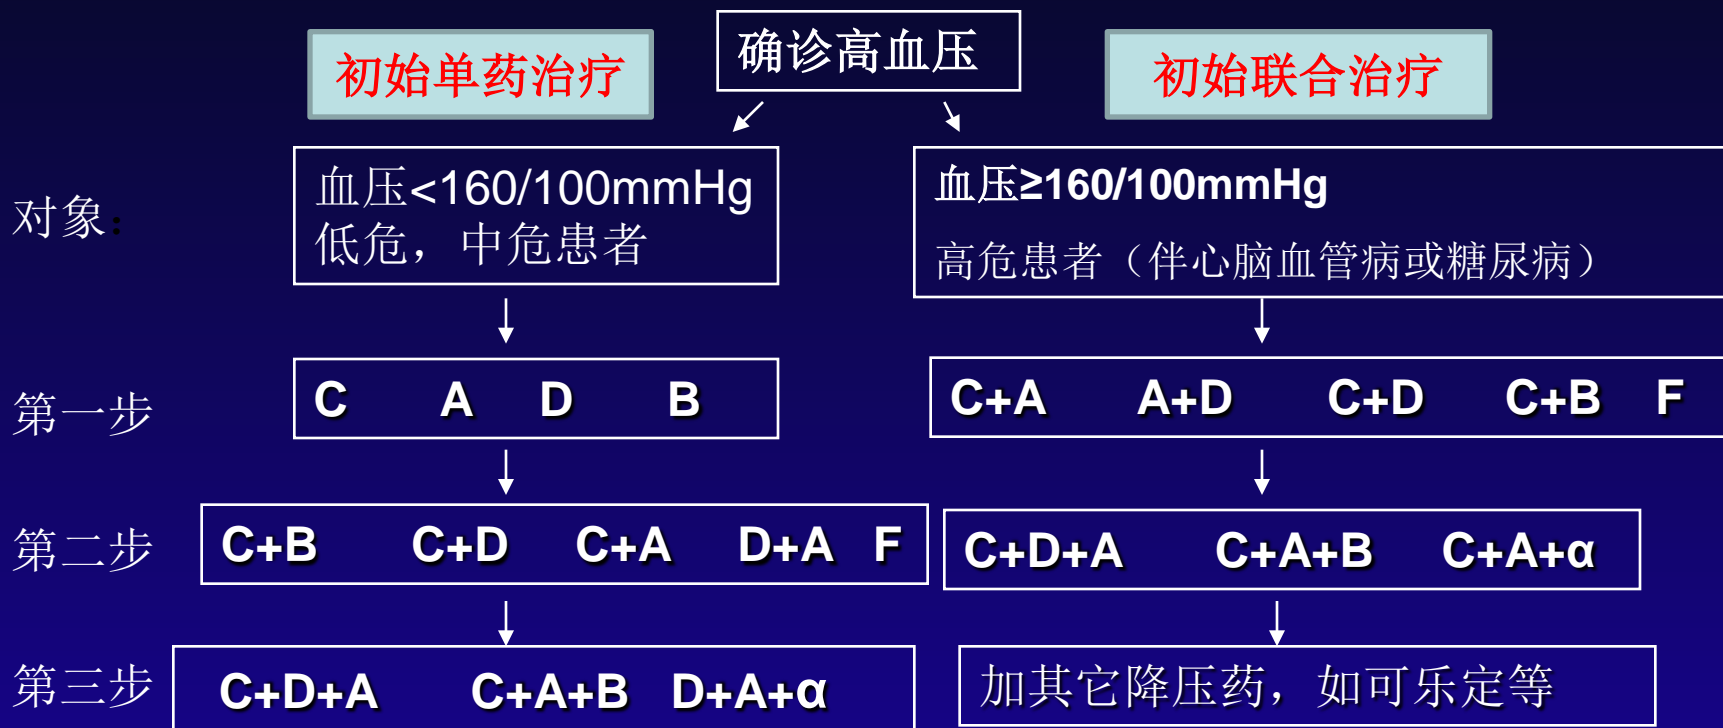 确诊高血压
初始单药治疗
初始联合治疗
对象：
血压<160/100mmHg
低危，中危患者
血压≥160/100mmHg
高危患者（伴心脑血管病或糖尿病）
第一步
C A D B
C+A A+D C+D C+B F
第二步
C+B C+D C+A D+A F
C+D+A C+A+B C+A+α
第三步
C+D+A C+A+B D+A+α
加其它降压药，如可乐定等